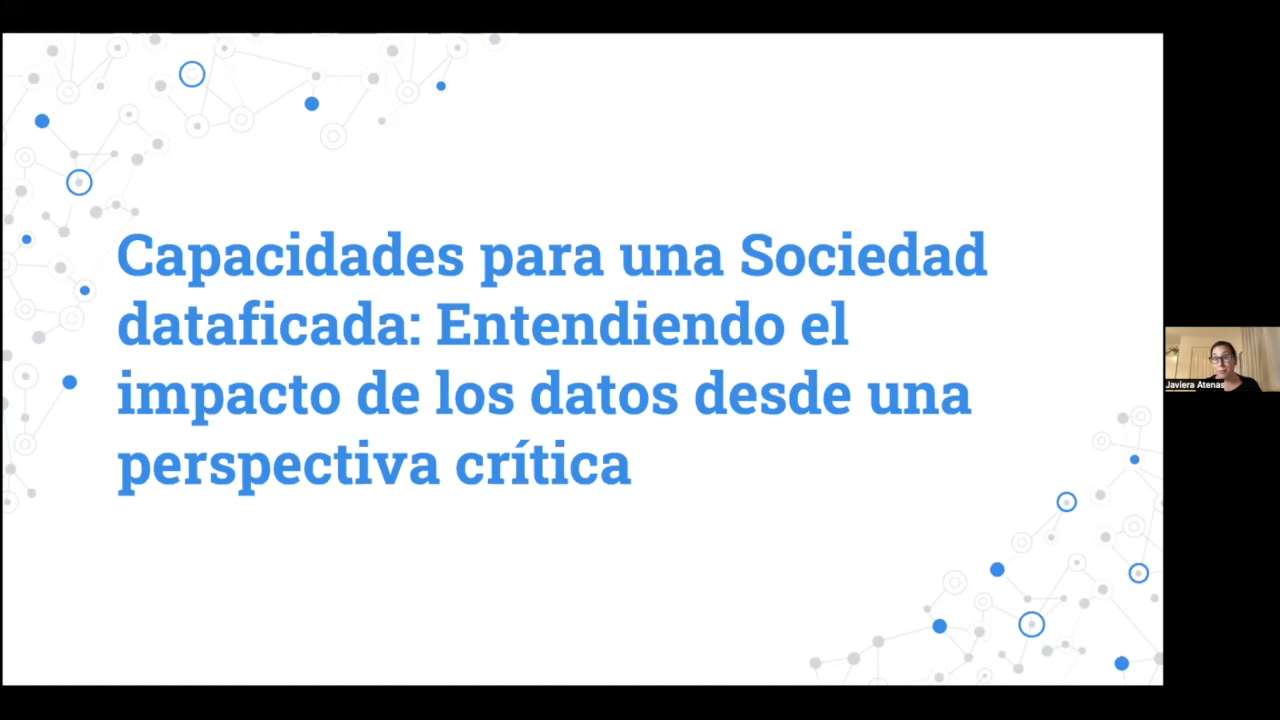 Capacidades para una Sociedad
dataficada: Entendiendo el
impacto de los datos desde una
perspectiva crítica
Javiera Atenas